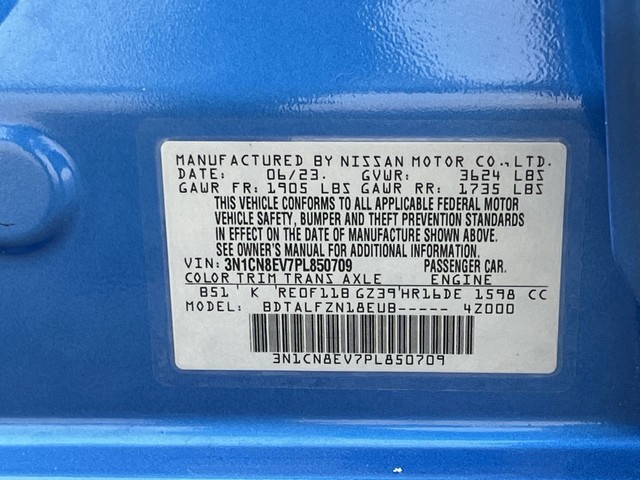 MANUFACTURED BY NISSAN MOTOR CO.,LTD.
DATE: 06/23. GVWR: 3624 LBS
GAWR FR: 1905 LBS GAWR RR: 1735 LBS
THIS VEHICLE CONFORMS TO ALL APPLICABLE FEDERAL MOTOR
VEHICLE SAFETY, BUMPER AND THEFT PREVENTION STANDARDS
IN EFFECT ON THE DATE OF MANUFACTURE SHOWN ABOVE.
SEE OWNER'S MANUAL FOR ADDITIONAL INFORMATION.
VIN: 3N1CN8EV7PL850709 PASSENGER CAR.
COLOR TRIM TRANS AXLE ENGINE
B51' K 'RE0F11B GZ39'HR16DE 1598 CC
MODEL: BDTALFZN18EUB----- 4Z000
3N1CN8EV7PL850709